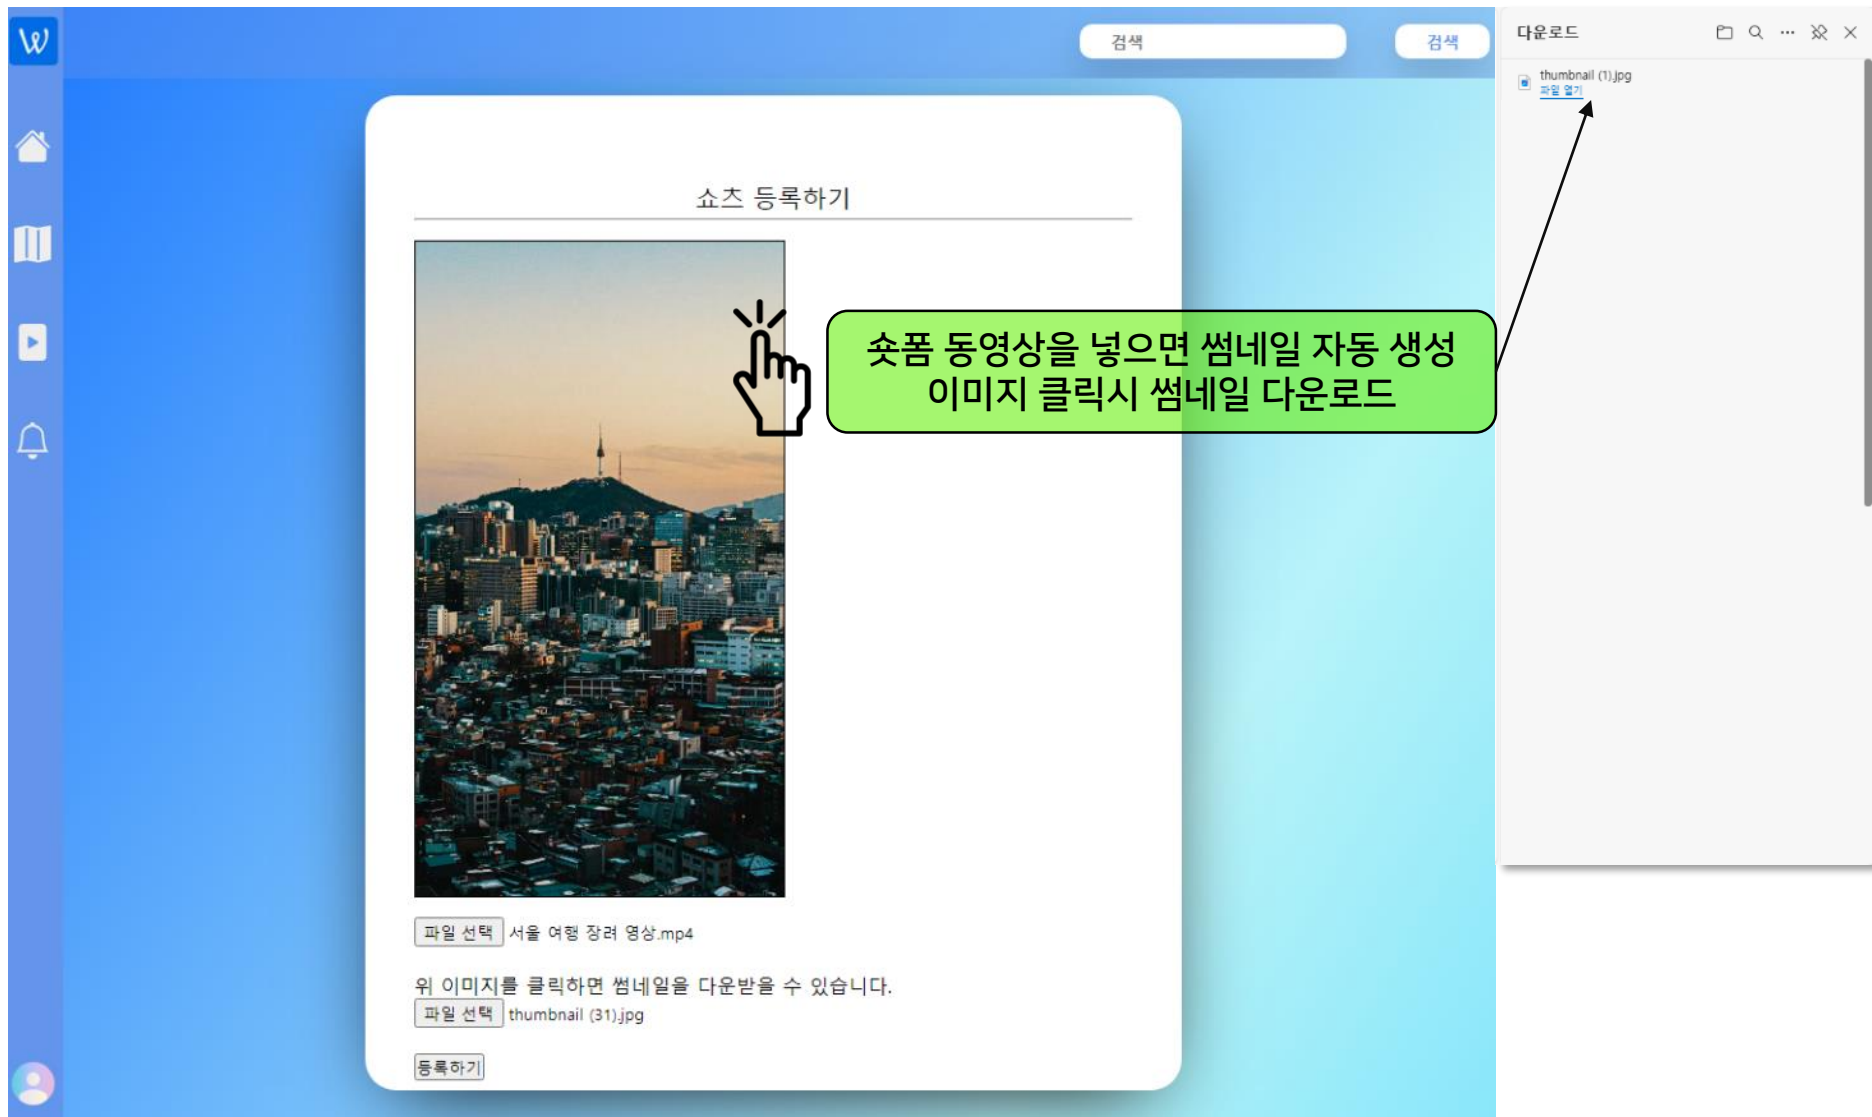 W
검색
검색
다운로드
thumbnail (1).jpg
파일 열기
쇼츠 등록하기
숏폼 동영상을 넣으면 썸네일 자동 생성
이미지 클릭시 썸네일 다운로드
파일 선택 서울 여행 장려 영상.mp4
위 이미지를 클릭하면 썸네일을 다운받을 수 있습니다.
파일 선택 thumbnail (31).jpg
등록하기